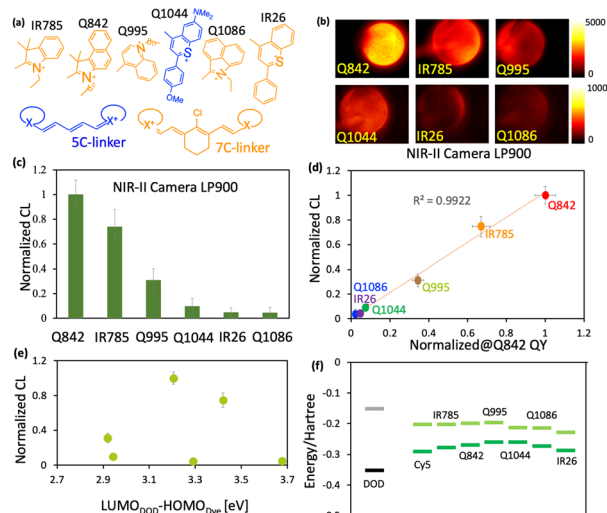 (a)
IR785
Q842
Q995
Q1044
Q1086
IR26
NMe2
N+
N+
S+
N+
S+
OMe
X
X+
5C-linker
X+
Cl
X
7C-linker
(b)
Q842
IR785
Q995
5000
0
Q1044
IR26
Q1086
1000
0
NIR-II Camera LP900
(c)
NIR-II Camera LP900
Normalized CL
1.2
1
0.8
0.6
0.4
0.2
0
Q842 IR785 Q995 Q1044 IR26 Q1086
(d)
Normalized CL
1.2
1
0.8
0.6
0.4
0.2
0
R² = 0.9922
Q842
IR785
Q995
Q1086
IR26
Q1044
0 0.2 0.4 0.6 0.8 1 1.2
Normalized@Q842 QY
(e)
Normalized CL
1.2
0.8
0.4
0
2.7 2.9 3.1 3.3 3.5 3.7
LUMODOD-HOMODye [eV]
(f)
Energy/Hartree
0
-0.1
-0.2
-0.3
-0.4
-0.5
DOD
Cy5
IR785
Q842
Q995
Q1044
Q1086
IR26